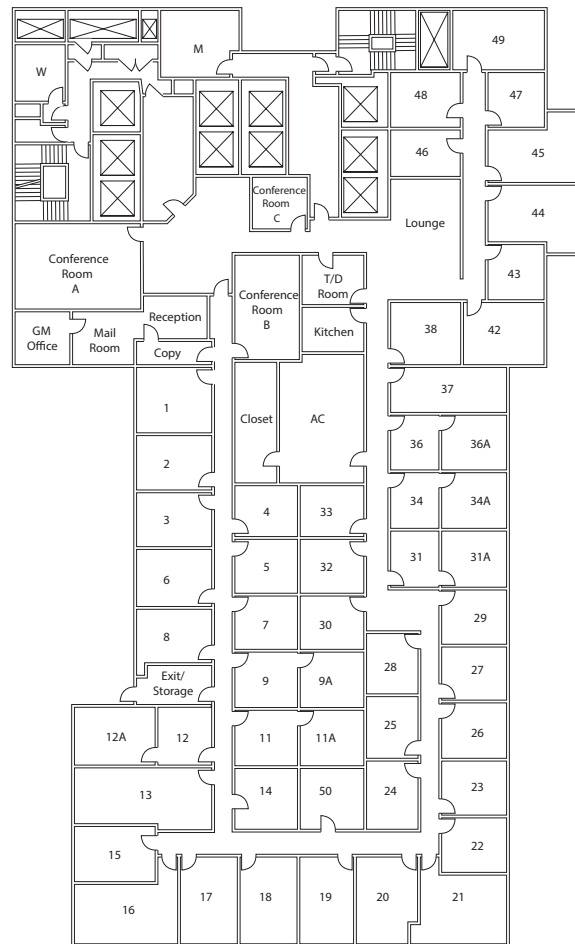 49
M
W
48
47
46
45
Conference
Room
C
44
Lounge
Conference
Room
A
T/D
Room
43
Conference
Room
B
Reception
Kitchen
GM
Office
Mail
Room
38
42
Copy
37
1
Closet
AC
36
36A
2
4
33
34
34A
3
5
32
31
31A
6
7
30
29
8
28
27
Exit/
Storage
9
9A
12A
12
11
11A
25
26
13
14
50
24
23
15
22
16
17
18
19
20
21